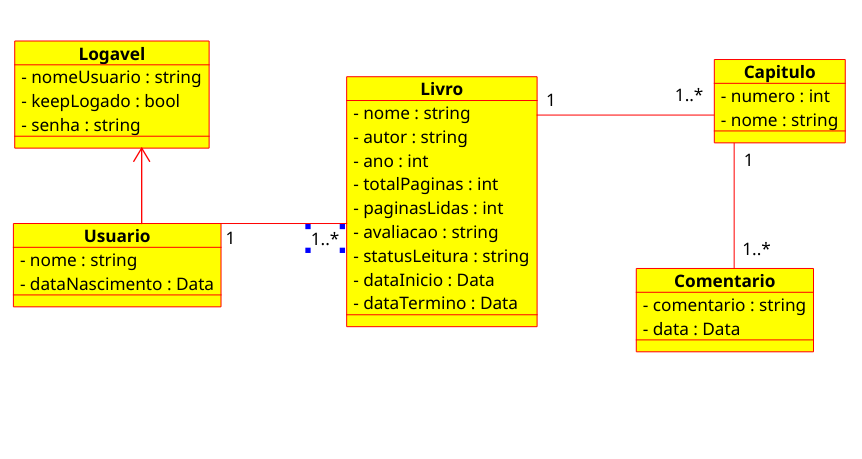 Logavel
- nomeUsuario : string
- keepLogado : bool
- senha : string
Usuario
- nome : string
- dataNascimento : Data
1
1..*
Livro
- nome : string
- autor : string
- ano : int
- totalPaginas : int
- paginasLidas : int
- avaliacao : string
- statusLeitura : string
- dataInicio : Data
- dataTermino : Data
1
1..*
Capitulo
- numero : int
- nome : string
1
1..*
Comentario
- comentario : string
- data : Data